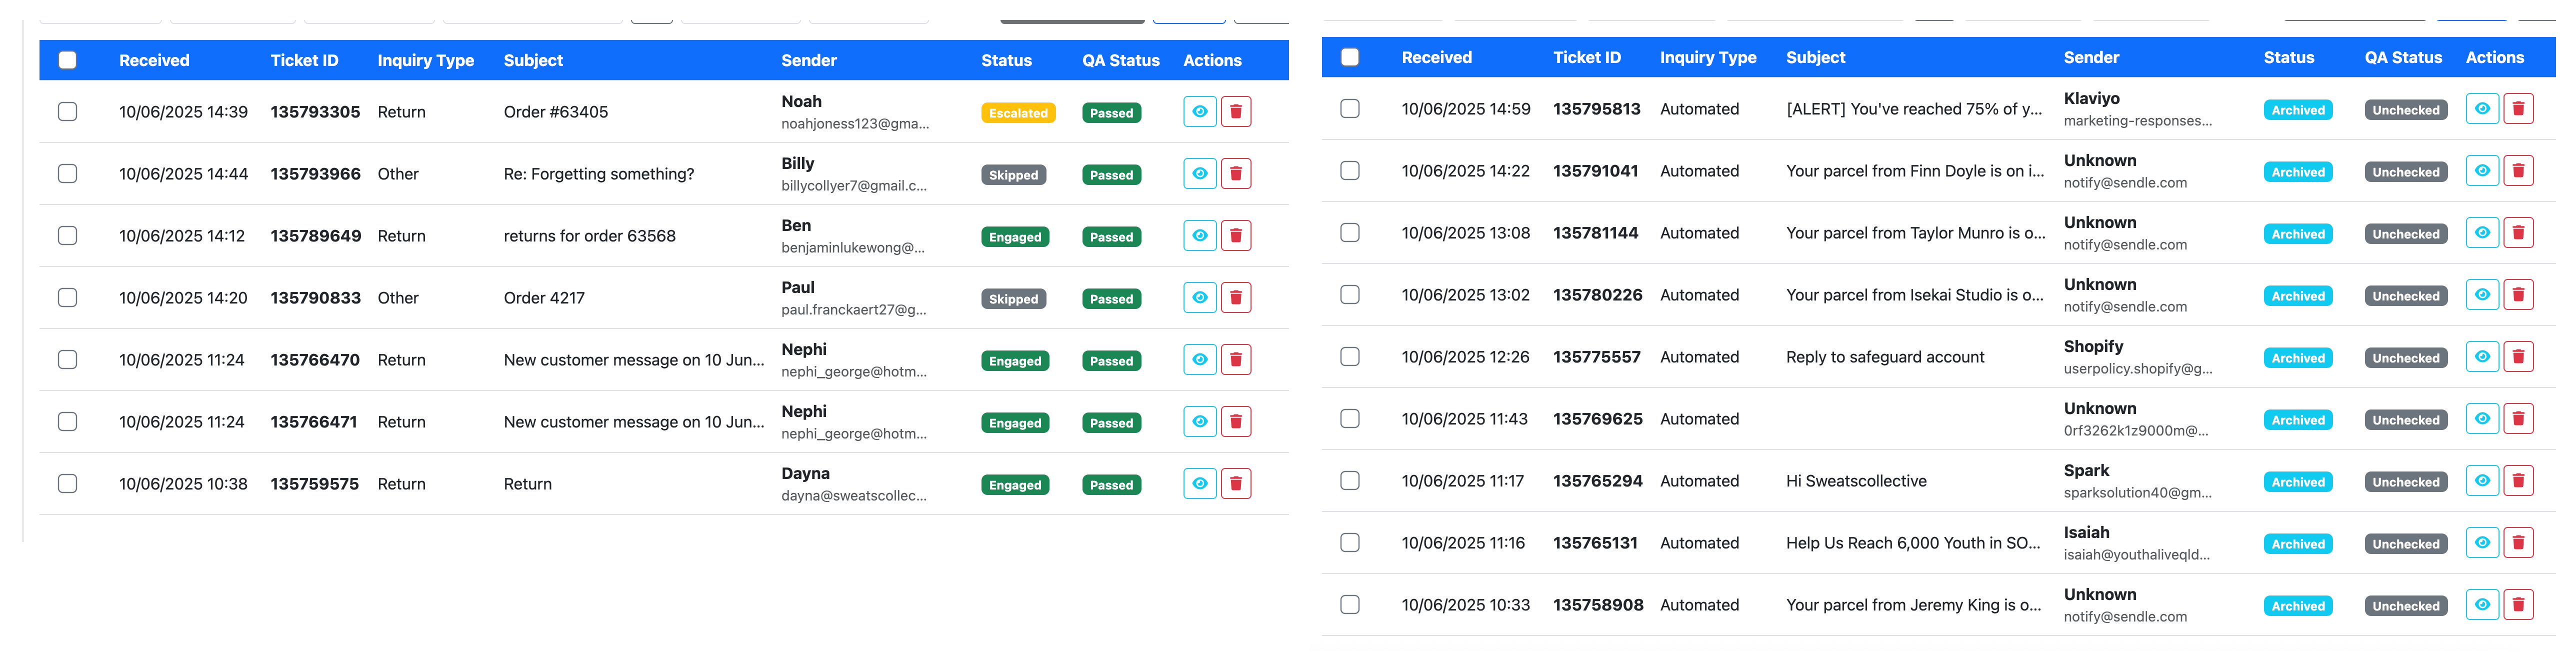 Received Ticket ID Inquiry Type Subject Sender Status QA Status Actions
10/06/2025 14:39 135793305 Return Order #63405 Noah Escalated Passed
noahjoness123@gma...
10/06/2025 14:44 135793966 Other Re: Forgetting something? Billy Skipped Passed
billycollyer7@gmail.c...
10/06/2025 14:12 135789649 Return returns for order 63568 Ben Engaged Passed
benjaminlukewong@...
10/06/2025 14:20 135790833 Other Order 4217 Paul Skipped Passed
paul.franckaert27@g...
10/06/2025 11:24 135766470 Return New customer message on 10 Jun... Nephi Engaged Passed
nephi_george@hotm...
10/06/2025 11:24 135766471 Return New customer message on 10 Jun... Nephi Engaged Passed
nephi_george@hotm...
10/06/2025 10:38 135759575 Return Return Dayna Engaged Passed
dayna@sweatscollec...
Received Ticket ID Inquiry Type Subject Sender Status QA Status Actions
10/06/2025 14:59 135795813 Automated [ALERT] You've reached 75% of y... Klaviyo Archived Unchecked
marketing-responses...
10/06/2025 14:22 135791041 Automated Your parcel from Finn Doyle is on i... Unknown Archived Unchecked
notify@sendle.com
10/06/2025 13:08 135781144 Automated Your parcel from Taylor Munro is o... Unknown Archived Unchecked
notify@sendle.com
10/06/2025 13:02 135780226 Automated Your parcel from Isekai Studio is o... Unknown Archived Unchecked
notify@sendle.com
10/06/2025 12:26 135775557 Automated Reply to safeguard account Shopify Archived Unchecked
userpolicy.shopify@g...
10/06/2025 11:43 135769625 Automated Unknown Archived Unchecked
0rf3262k1z9000m@...
10/06/2025 11:17 135765294 Automated Hi Sweatscollective Spark Archived Unchecked
sparksolution40@gm...
10/06/2025 11:16 135765131 Automated Help Us Reach 6,000 Youth in SO... Isaiah Archived Unchecked
isaiah@youthaliveqld...
10/06/2025 10:33 135758908 Automated Your parcel from Jeremy King is o... Unknown Archived Unchecked
notify@sendle.com